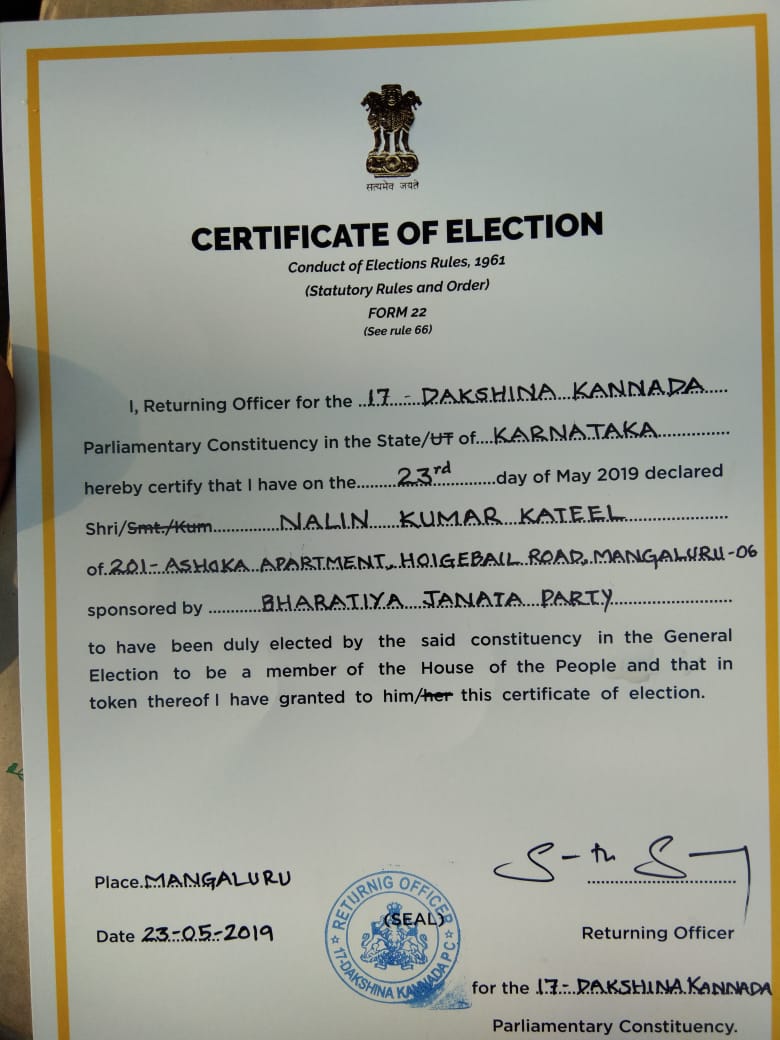 सत्यमेव जयते
CERTIFICATE OF ELECTION
Conduct of Elections Rules, 1961
(Statutory Rules and Order)
FORM 22
(See rule 66)
I, Returning Officer for the ..17 - DAKSHINA KANNADA....
Parliamentary Constituency in the State/UT of....KARNATAKA...............
hereby certify that I have on the.........23rd.............day of May 2019 declared
Shri/Smt./Kum..............NALIN KUMAR KATEEL.....................
of 201- ASHOKA APARTMENT, HOIGEBAIL ROAD, MANGALURU-06
sponsored by ............BHARATIYA JANATA PARTY.........................
to have been duly elected by the said constituency in the General
Election to be a member of the House of the People and that in
token thereof I have granted to him/her this certificate of election.
Place.MANGALURU
Date 23-05-2019
RETURNIG OFFICER
(SEAL)
17-DAKSHINA KANNADA P C
Returning Officer
for the 17- DAKSHINA KANNADA
Parliamentary Constituency.